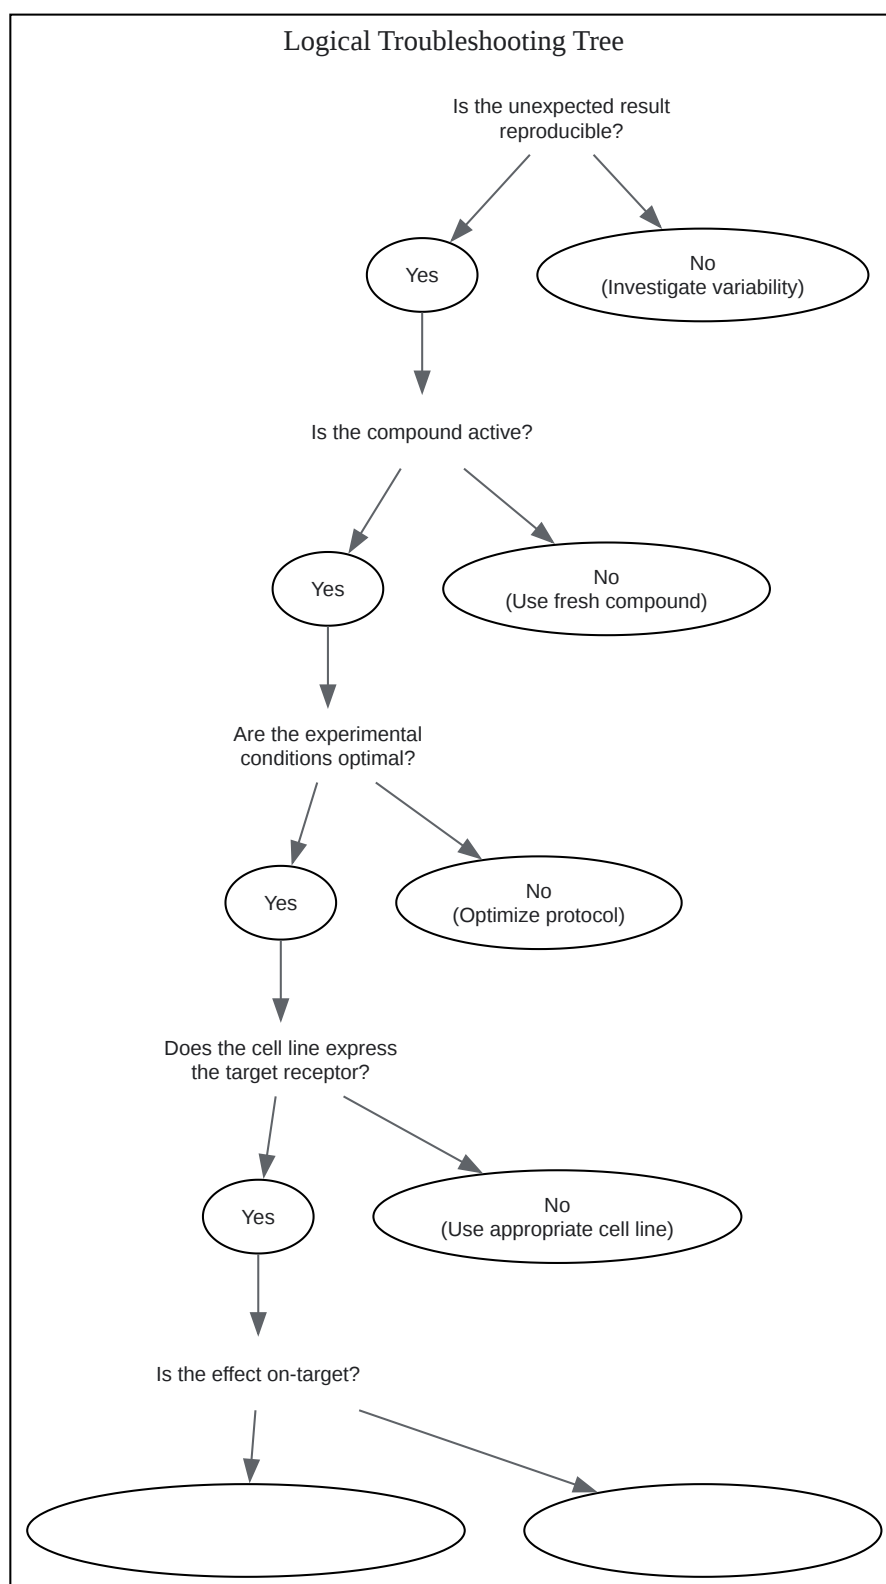 Logical Troubleshooting Tree
Is the unexpected result
reproducible?
Yes
No
(Investigate variability)
Is the compound active?
Yes
No
(Use fresh compound)
Are the experimental
conditions optimal?
Yes
No
(Optimize protocol)
Does the cell line express
the target receptor?
Yes
No
(Use appropriate cell line)
Is the effect on-target?